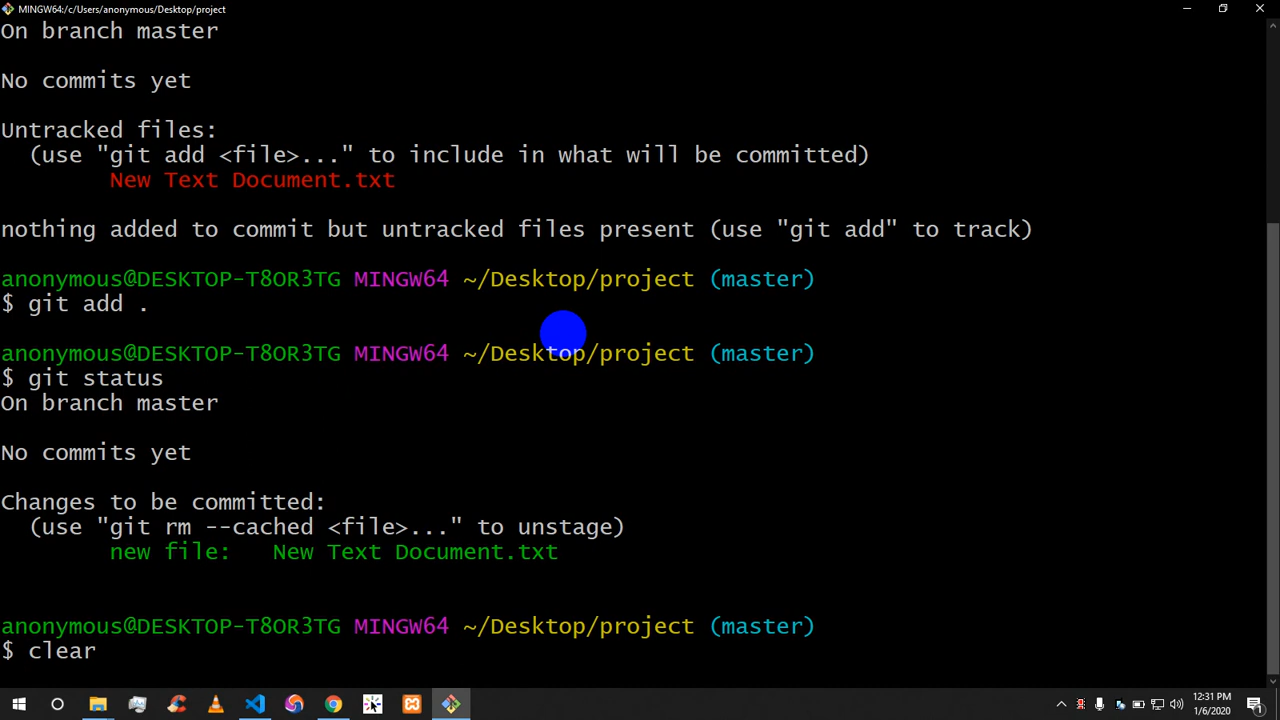 MINGW64:/c/Users/anonymous/Desktop/project
On branch master
No commits yet
Untracked files:
(use "git add <file>..." to include in what will be committed)
New Text Document.txt
nothing added to commit but untracked files present (use "git add" to track)
anonymous@DESKTOP-T8OR3TG MINGW64 ~/Desktop/project (master)
$ git add .
anonymous@DESKTOP-T8OR3TG MINGW64 ~/Desktop/project (master)
$ git status
On branch master
No commits yet
Changes to be committed:
(use "git rm --cached <file>..." to unstage)
new file:   New Text Document.txt
anonymous@DESKTOP-T8OR3TG MINGW64 ~/Desktop/project (master)
$ clear
12:31 PM
1/6/2020
1